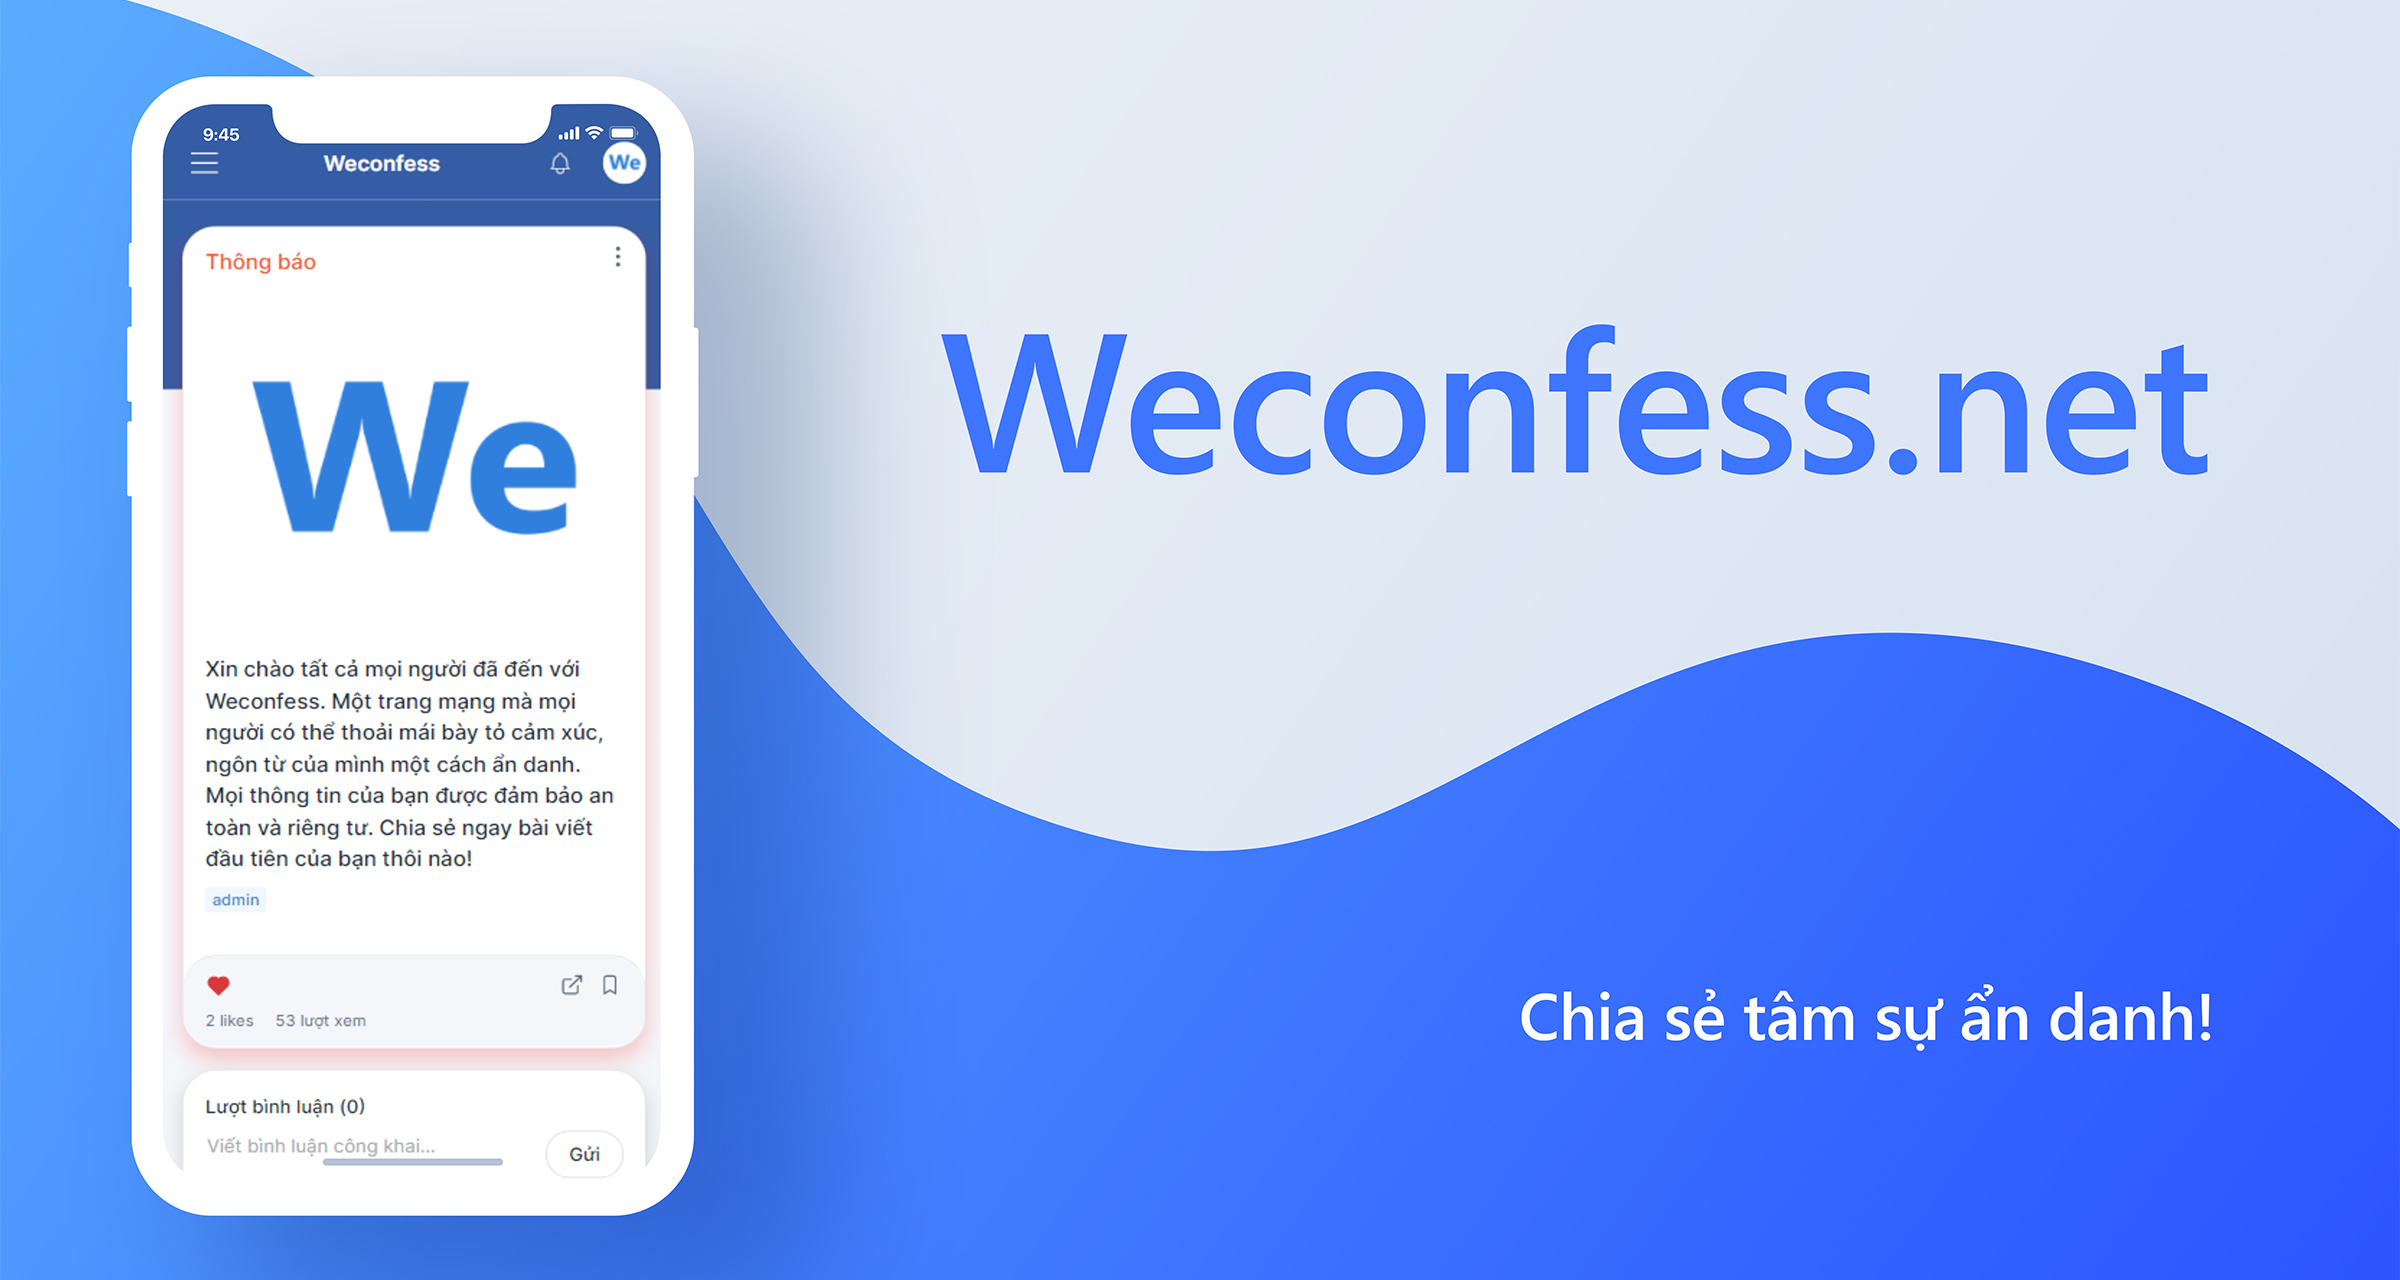 9:45
Weconfess
We
Thông báo
We
Xin chào tất cả mọi người đã đến với
Weconfess. Một trang mạng mà mọi
người có thể thoải mái bày tỏ cảm xúc,
ngôn từ của mình một cách ẩn danh.
Mọi thông tin của bạn được đảm bảo an
toàn và riêng tư. Chia sẻ ngay bài viết
đầu tiên của bạn thôi nào!
admin
2 likes 53 lượt xem
Lượt bình luận (0)
Viết bình luận công khai...
Gửi
Weconfess.net
Chia sẻ tâm sự ẩn danh!